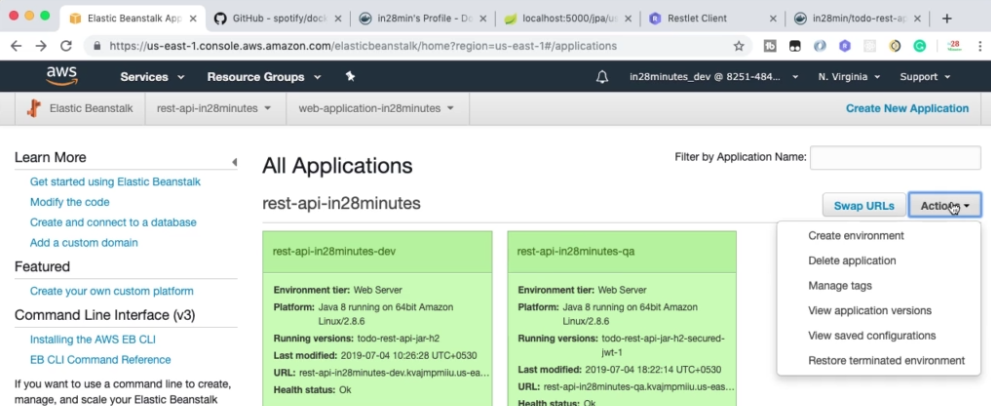 Elastic Beanstalk App
GitHub - spotify/doc
in28min's Profile - Do
localhost:5000/jpa/us
Restlet Client
in28min/todo-rest-ap
https://us-east-1.console.aws.amazon.com/elasticbeanstalk/home?region=us-east-1#/applications
-28
aws
Services
Resource Groups
in28minutes_dev @ 8251-484...
N. Virginia
Support
Elastic Beanstalk
rest-api-in28minutes
web-application-in28minutes
Create New Application
Learn More
Get started using Elastic Beanstalk
Modify the code
Create and connect to a database
Add a custom domain
Featured
Create your own custom platform
Command Line Interface (v3)
Installing the AWS EB CLI
EB CLI Command Reference
If you want to use a command line to create,
manage, and scale your Elastic Beanstalk
All Applications
Filter by Application Name:
rest-api-in28minutes
Swap URLs
Actions
Create environment
Delete application
Manage tags
View application versions
View saved configurations
Restore terminated environment
rest-api-in28minutes-dev
Environment tier: Web Server
Platform: Java 8 running on 64bit Amazon
Linux/2.8.6
Running versions: todo-rest-api-jar-h2
Last modified: 2019-07-04 10:26:28 UTC+0530
URL: rest-api-in28minutes-dev.kvajmpmiiu.us-ea...
Health status: Ok
rest-api-in28minutes-qa
Environment tier: Web Server
Platform: Java 8 running on 64bit Amazon
Linux/2.8.6
Running versions: todo-rest-api-jar-h2-secured-
jwt-1
Last modified: 2019-07-04 18:22:14 UTC+0530
URL: rest-api-in28minutes-qa.kvajmpmiiu.us-eas...
Health status: Ok